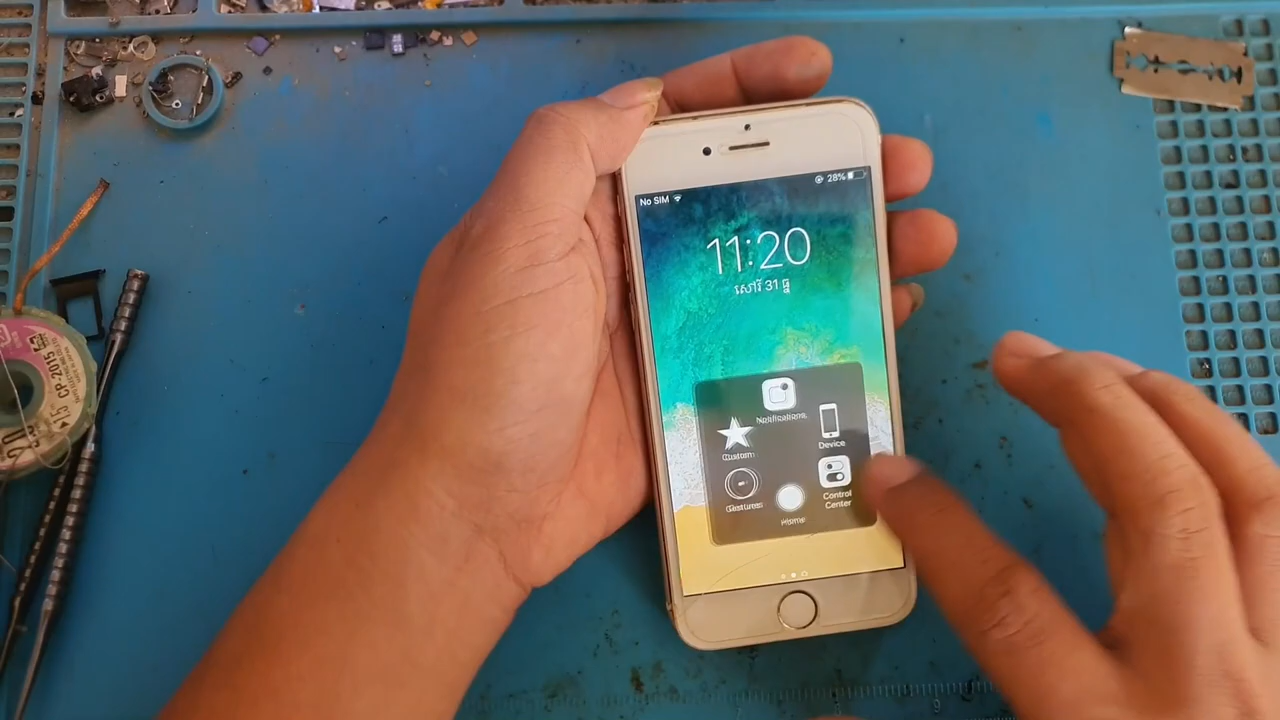 No SIM
28%
11:20
សៅរ៍ 31 ធ្នូ
Notifications
Custom
Device
Gestures
Home
Control
Center
CP-2015